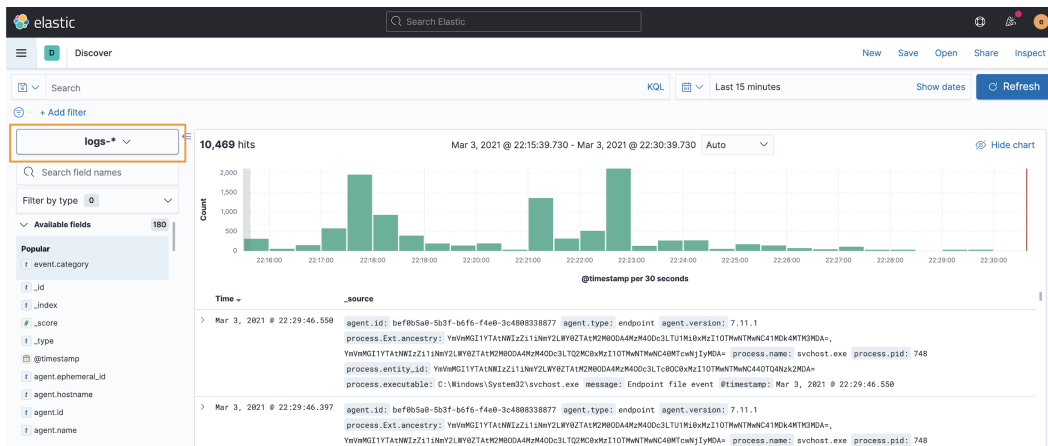 elastic
Search Elastic
e
D
Discover
New Save Open Share Inspect
Search
KQL
Last 15 minutes
Show dates
Refresh
+ Add filter
logs-*
Search field names
Filter by type 0
Available fields 180
Popular
t event.category
t _id
t _index
# _score
t _type
@timestamp
t agent.ephemeral_id
t agent.hostname
t agent.id
t agent.name
10,469 hits
Mar 3, 2021 @ 22:15:39.730 - Mar 3, 2021 @ 22:30:39.730 Auto
Hide chart
Count
2,000
1,500
1,000
500
0
22:16:00 22:17:00 22:18:00 22:19:00 22:20:00 22:21:00 22:22:00 22:23:00 22:24:00 22:25:00 22:26:00 22:27:00 22:28:00 22:29:00 22:30:00
@timestamp per 30 seconds
Time _source
Mar 3, 2021 @ 22:29:46.550 agent.id: bef0b5a0-5b3f-b6f6-f4e0-3c4808338877 agent.type: endpoint agent.version: 7.11.1
process.Ext.ancestry:
process.name: svchost.exe process.pid: 748
process.entity_id:
process.executable: C:\Windows\System32\svchost.exe message: Endpoint file event @timestamp: Mar 3, 2021 @ 22:29:46.550
Mar 3, 2021 @ 22:29:46.397 agent.id: bef0b5a0-5b3f-b6f6-f4e0-3c4808338877 agent.type: endpoint agent.version: 7.11.1
process.Ext.ancestry:
process.name: svchost.exe process.pid: 748